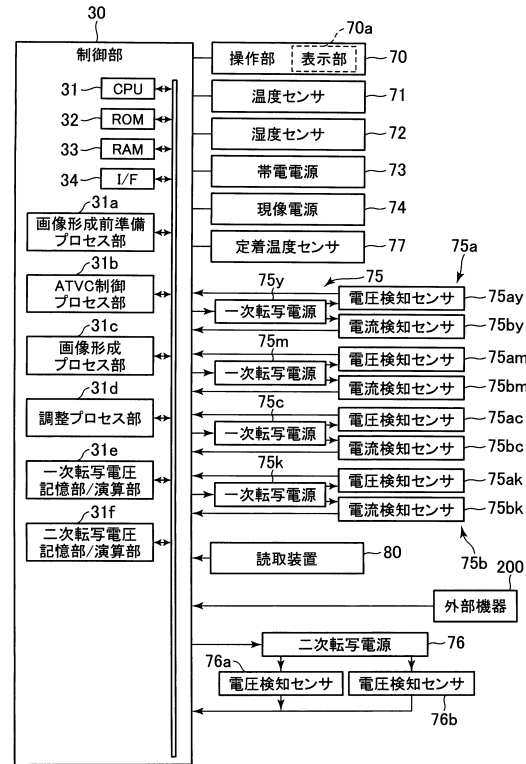 30
制御部
31
CPU
32
ROM
33
RAM
34
I/F
31a
画像形成前準備
プロセス部
31b
ATVC制御
プロセス部
31c
画像形成
プロセス部
31d
調整プロセス部
31e
一次転写電圧
記憶部/演算部
31f
二次転写電圧
記憶部/演算部
70a
操作部
表示部
70
温度センサ
71
湿度センサ
72
帯電電源
73
現像電源
74
定着温度センサ
77
75a
75
75y
一次転写電源
電圧検知センサ
75ay
電流検知センサ
75by
75m
一次転写電源
電圧検知センサ
75am
電流検知センサ
75bm
75c
一次転写電源
電圧検知センサ
75ac
電流検知センサ
75bc
75k
一次転写電源
電圧検知センサ
75ak
電流検知センサ
75bk
75b
読取装置
80
200
外部機器
二次転写電源
76
76a
電圧検知センサ
電圧検知センサ
76b